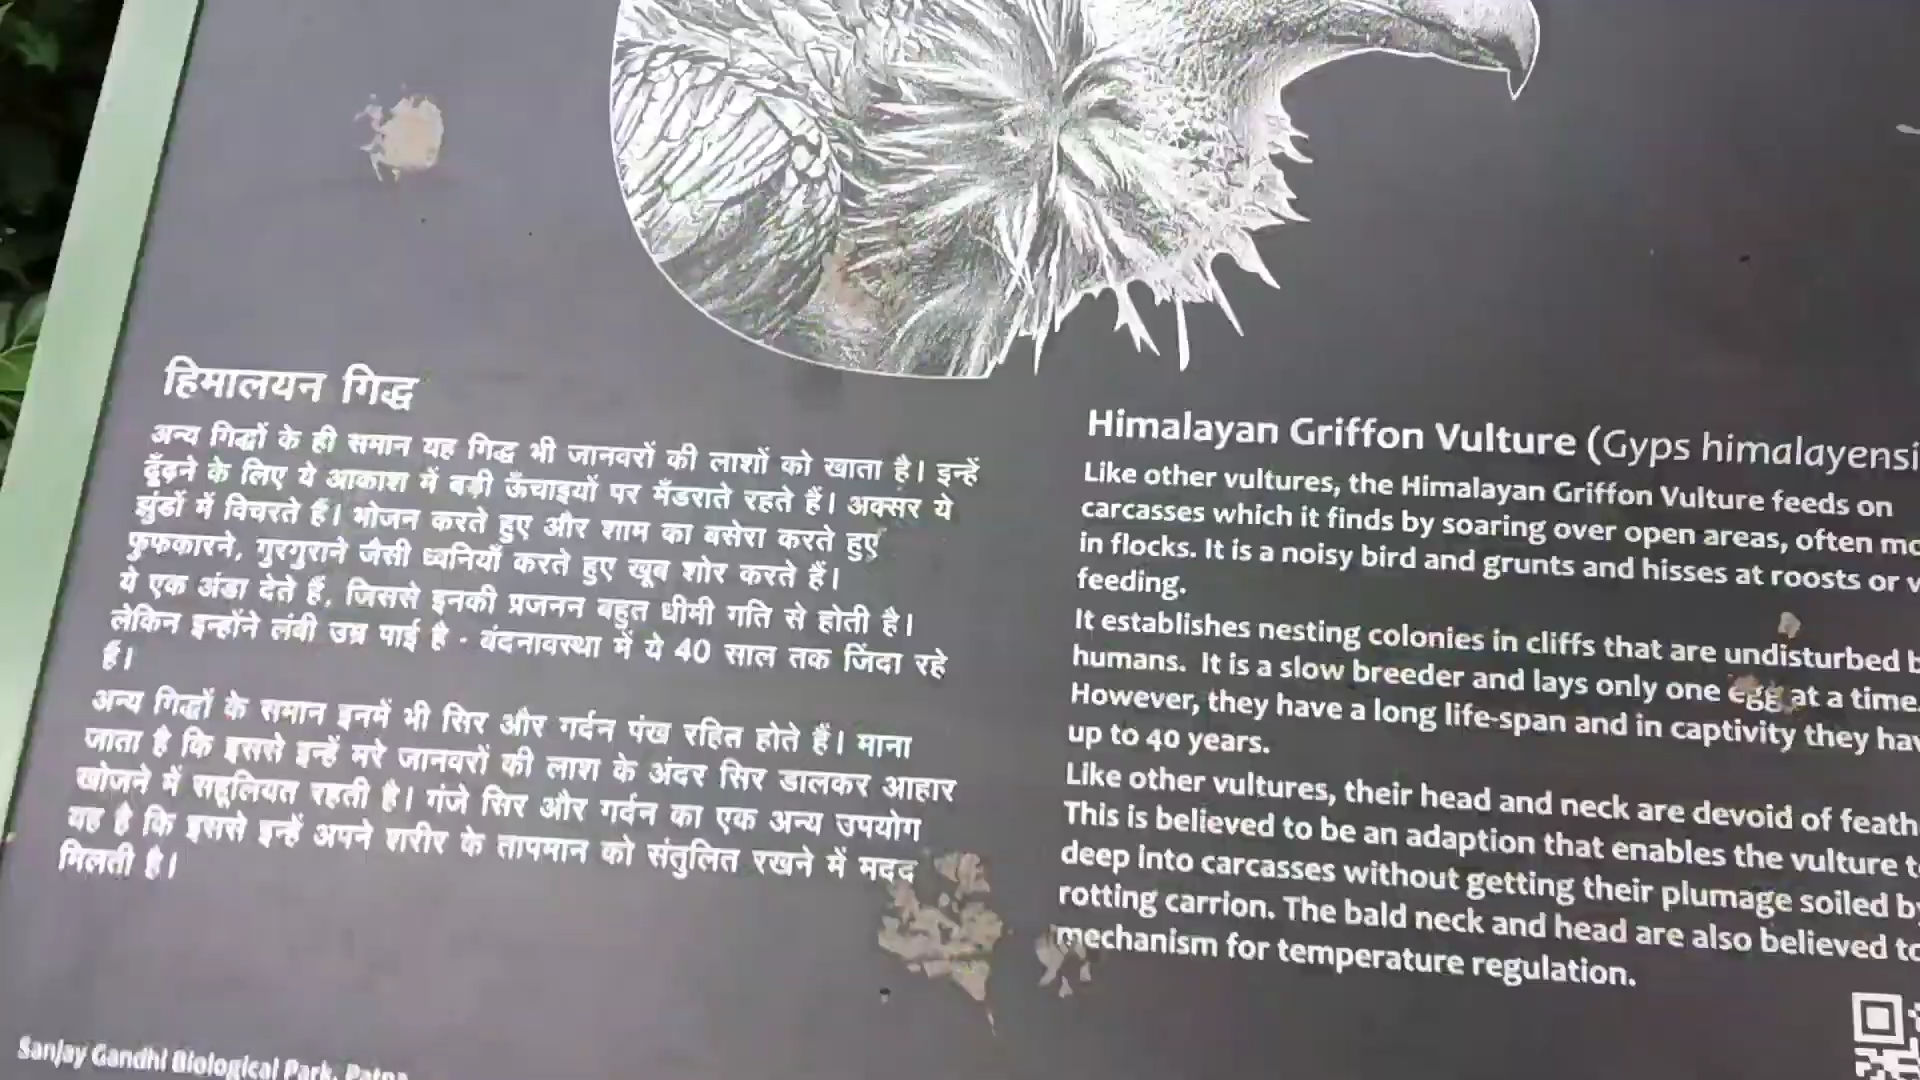 हिमालयन गिद्ध
अन्य गिद्धों के ही समान यह गिद्ध भी जानवरों की लाशों को खाता है। इन्हें
ढूँढ़ने के लिए ये आकाश में बड़ी ऊँचाइयों पर मँडराते रहते हैं। अक्सर ये
झुंडों में विचरते हैं। भोजन करते हुए और शाम का बसेरा करते हुए
फुफकारने, गुरगुराने जैसी ध्वनियाँ करते हुए खूब शोर करते हैं।
ये एक अंडा देते हैं, जिससे इनकी प्रजनन बहुत धीमी गति से होती है।
लेकिन इन्होंने लंबी उम्र पाई है - बंदनावस्था में ये 40 साल तक जिंदा रहे
हैं।
अन्य गिद्धों के समान इनमें भी सिर और गर्दन पंख रहित होते हैं। माना
जाता है कि इससे इन्हें मरे जानवरों की लाश के अंदर सिर डालकर आहार
खोजने में सहूलियत रहती है। गंजे सिर और गर्दन का एक अन्य उपयोग
यह है कि इससे इन्हें अपने शरीर के तापमान को संतुलित रखने में मदद
मिलती है।
Himalayan Griffon Vulture (Gyps himalayensi
Like other vultures, the Himalayan Griffon Vulture feeds on
carcasses which it finds by soaring over open areas, often mo
in flocks. It is a noisy bird and grunts and hisses at roosts or
feeding.
It establishes nesting colonies in cliffs that are undisturbed
humans. It is a slow breeder and lays only one egg at a time.
However, they have a long life-span and in captivity they hav
up to 40 years.
Like other vultures, their head and neck are devoid of feath
This is believed to be an adaption that enables the vulture
deep into carcasses without getting their plumage soiled
rotting carrion. The bald neck and head are also believed
mechanism for temperature regulation.
Sanjay Gandhi Biological Park, Patna